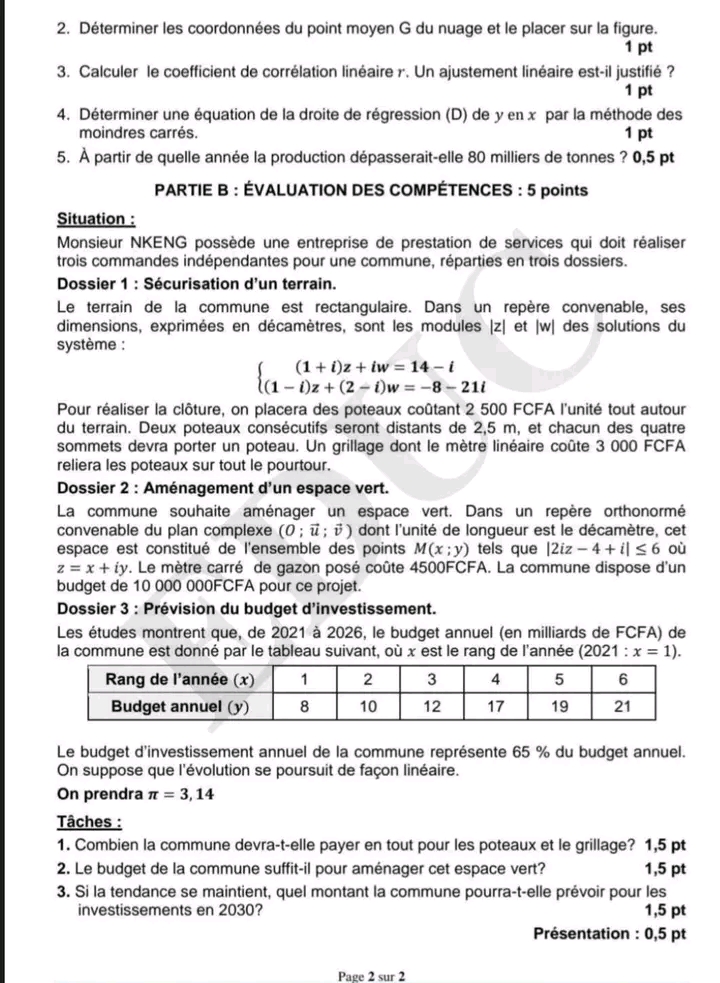 2. Déterminer les coordonnées du point moyen G du nuage et le placer sur la figure.
1 pt
3. Calculer le coefficient de corrélation linéaire r. Un ajustement linéaire est-il justifié ?
1 pt
4. Déterminer une équation de la droite de régression (D) de y en x par la méthode des
moindres carrés. 1 pt
5. À partir de quelle année la production dépasserait-elle 80 milliers de tonnes ? 0,5 pt
PARTIE B : ÉVALUATION DES COMPÉTENCES : 5 points
Situation :
Monsieur NKENG possède une entreprise de prestation de services qui doit réaliser
trois commandes indépendantes pour une commune, réparties en trois dossiers.
Dossier 1 : Sécurisation d'un terrain.
Le terrain de la commune est rectangulaire. Dans un repère convenable, ses
dimensions, exprimées en décamètres, sont les modules |z| et |w| des solutions du
système :
(1 + i)z + iw = 14 − i
(1 − i)z + (2 − i)w = −8 − 21i
Pour réaliser la clôture, on placera des poteaux coûtant 2 500 FCFA l'unité tout autour
du terrain. Deux poteaux consécutifs seront distants de 2,5 m, et chacun des quatre
sommets devra porter un poteau. Un grillage dont le mètre linéaire coûte 3 000 FCFA
reliera les poteaux sur tout le pourtour.
Dossier 2 : Aménagement d'un espace vert.
La commune souhaite aménager un espace vert. Dans un repère orthonormé
convenable du plan complexe (O ; u⃗ ; v⃗ ) dont l'unité de longueur est le décamètre, cet
espace est constitué de l'ensemble des points M(x ; y) tels que |2iz − 4 + i| ≤ 6 où
z = x + iy. Le mètre carré de gazon posé coûte 4500FCFA. La commune dispose d'un
budget de 10 000 000FCFA pour ce projet.
Dossier 3 : Prévision du budget d'investissement.
Les études montrent que, de 2021 à 2026, le budget annuel (en milliards de FCFA) de
la commune est donné par le tableau suivant, où x est le rang de l'année (2021 : x = 1).
Rang de l'année (x) 1 2 3 4 5 6
Budget annuel (y) 8 10 12 17 19 21
Le budget d'investissement annuel de la commune représente 65 % du budget annuel.
On suppose que l'évolution se poursuit de façon linéaire.
On prendra π = 3, 14
Tâches :
1. Combien la commune devra-t-elle payer en tout pour les poteaux et le grillage? 1,5 pt
2. Le budget de la commune suffit-il pour aménager cet espace vert? 1,5 pt
3. Si la tendance se maintient, quel montant la commune pourra-t-elle prévoir pour les
investissements en 2030? 1,5 pt
Présentation : 0,5 pt
Page 2 sur 2